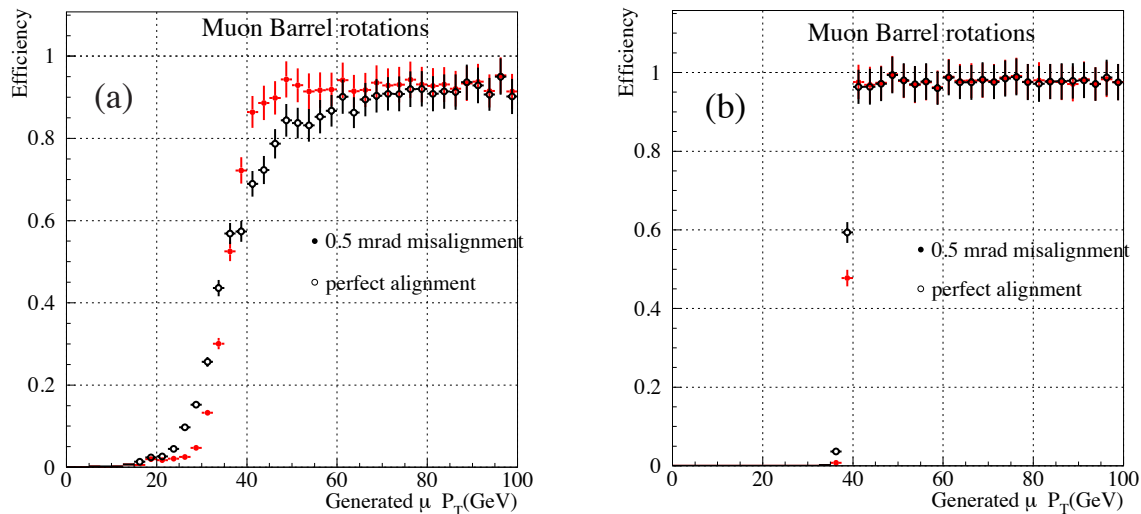 Efficiency
Muon Barrel rotations
(a)
1
0.8
0.6
0.4
0.2
0
0.5 mrad misalignment
perfect alignment
0 20 40 60 80 100
Generated μ P_T(GeV)
Efficiency
Muon Barrel rotations
(b)
1
0.8
0.6
0.4
0.2
0
0.5 mrad misalignment
perfect alignment
0 20 40 60 80 100
Generated μ P_T(GeV)